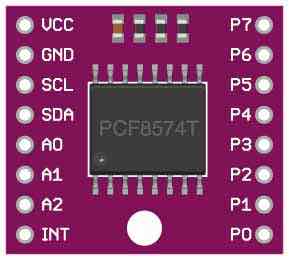 VCC P7
GND P6
SCL P5
SDA P4
PCF8574T
A0 P3
A1 P2
A2 P1
INT P0